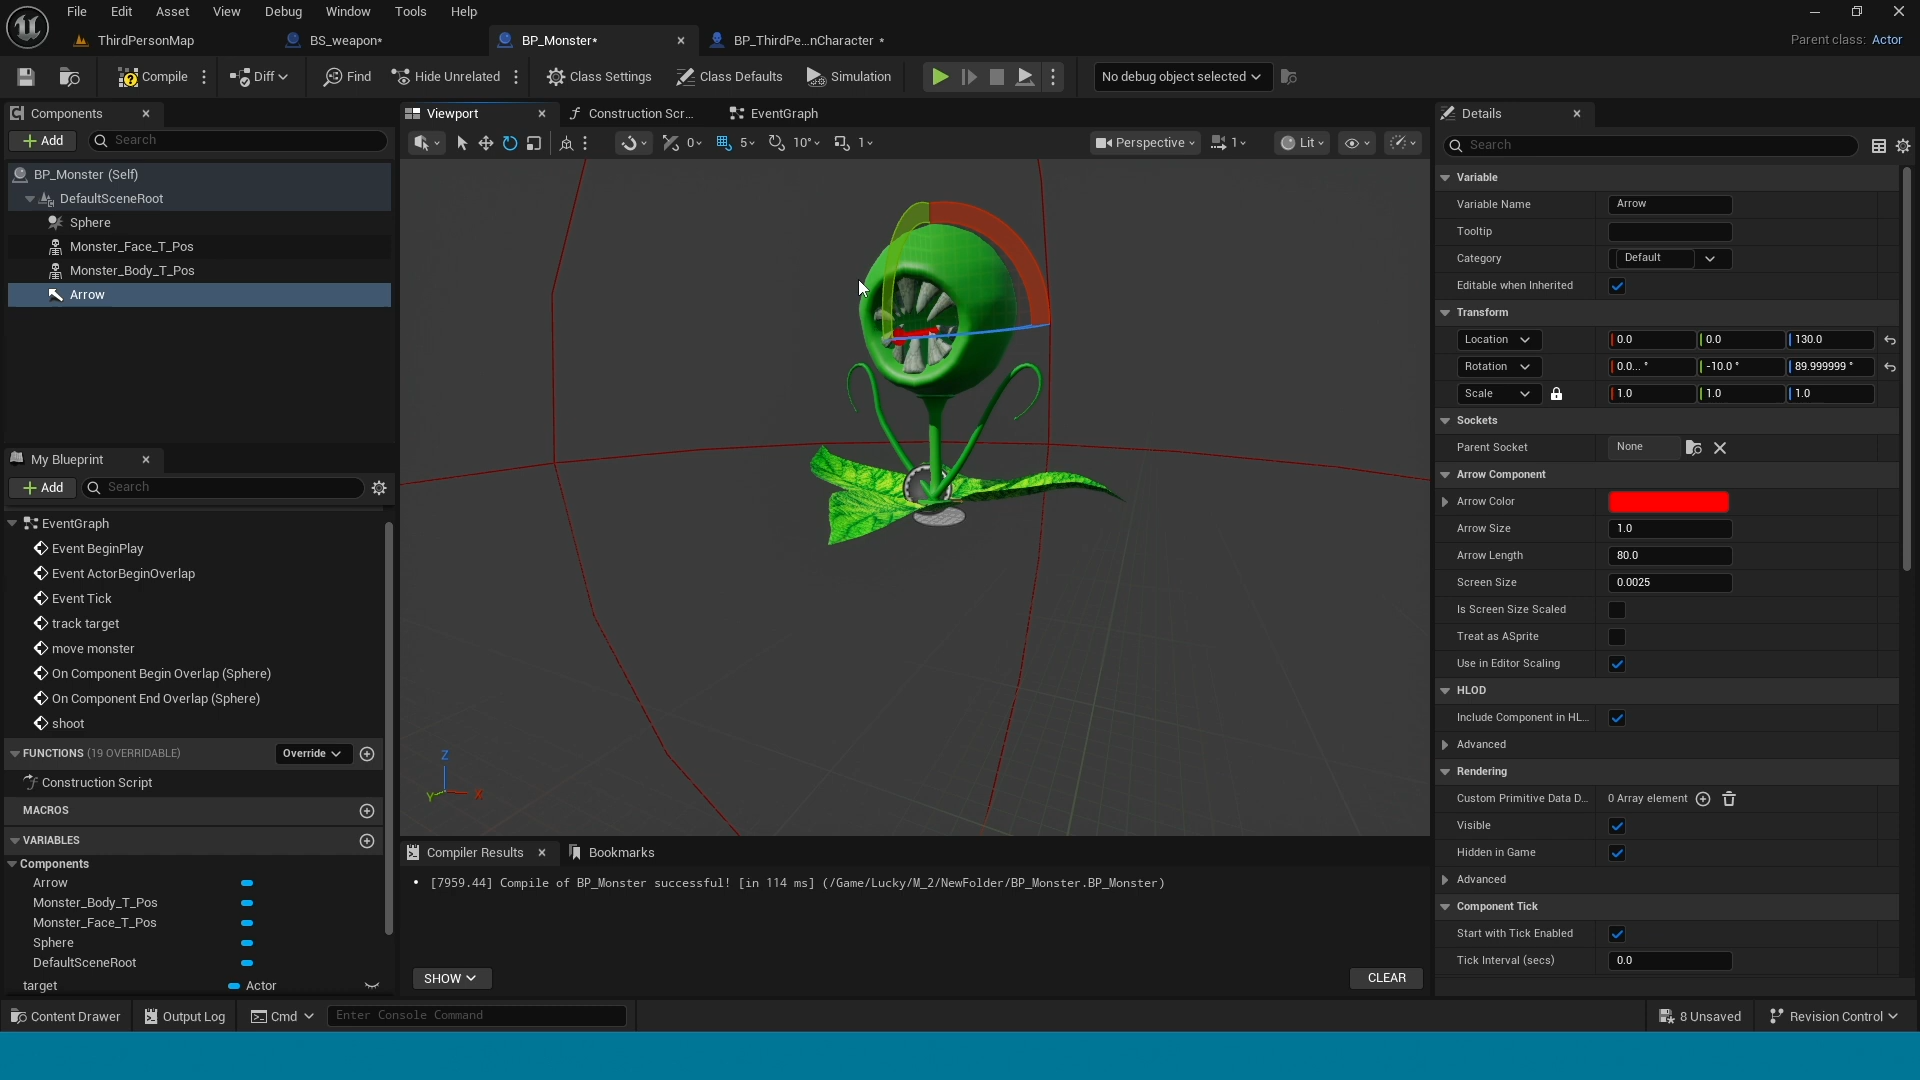 File Edit Asset View Debug Window Tools Help
ThirdPersonMap BS_weapon* BP_Monster* BP_ThirdPe...nCharacter * Parent class: Actor
Compile Diff Find Hide Unrelated Class Settings Class Defaults Simulation No debug object selected
Components Viewport Construction Scr... EventGraph Details
Add Search 0 5 10° 1 Perspective 1 Lit Search
BP_Monster (Self)
DefaultSceneRoot
Sphere
Monster_Face_T_Pos
Monster_Body_T_Pos
Arrow
My Blueprint
Add Search
EventGraph
Event BeginPlay
Event ActorBeginOverlap
Event Tick
track target
move monster
On Component Begin Overlap (Sphere)
On Component End Overlap (Sphere)
shoot
FUNCTIONS (19 OVERRIDABLE) Override
Construction Script
MACROS
VARIABLES
Components
Arrow
Monster_Body_T_Pos
Monster_Face_T_Pos
Sphere
DefaultSceneRoot
target Actor
Z
Y X
Compiler Results Bookmarks
• [7959.44] Compile of BP_Monster successful! [in 114 ms] (/Game/Lucky/M_2/NewFolder/BP_Monster.BP_Monster)
SHOW CLEAR
Variable
Variable Name Arrow
Tooltip
Category Default
Editable when Inherited
Transform
Location 0.0 0.0 130.0
Rotation 0.0... ° -10.0 ° 89.999999 °
Scale 1.0 1.0 1.0
Sockets
Parent Socket None
Arrow Component
Arrow Color
Arrow Size 1.0
Arrow Length 80.0
Screen Size 0.0025
Is Screen Size Scaled
Treat as ASprite
Use in Editor Scaling
HLOD
Include Component in HL...
Advanced
Rendering
Custom Primitive Data D... 0 Array element
Visible
Hidden in Game
Advanced
Component Tick
Start with Tick Enabled
Tick Interval (secs) 0.0
Content Drawer Output Log Cmd Enter Console Command 8 Unsaved Revision Control